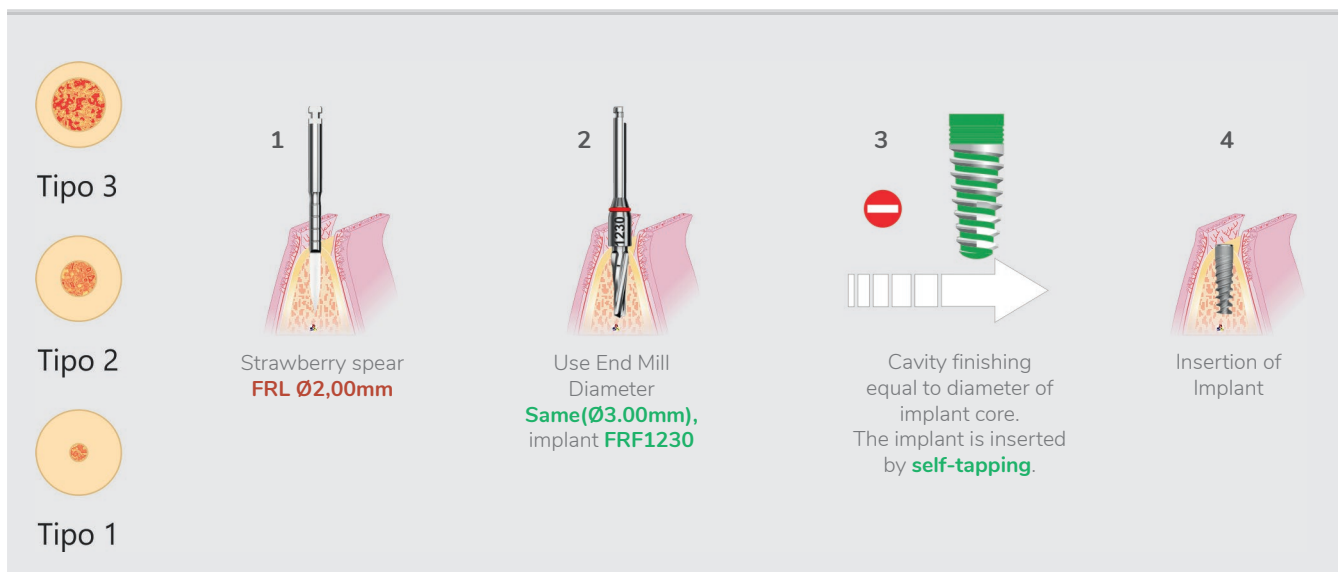 Tipo 3
Tipo 2
Tipo 1
1
Strawberry spear
FRL Ø2,00mm
2
1230
Use End Mill
Diameter
Same(Ø3.00mm),
implant FRF1230
3
Cavity finishing
equal to diameter of
implant core.
The implant is inserted
by self-tapping.
4
Insertion of
Implant